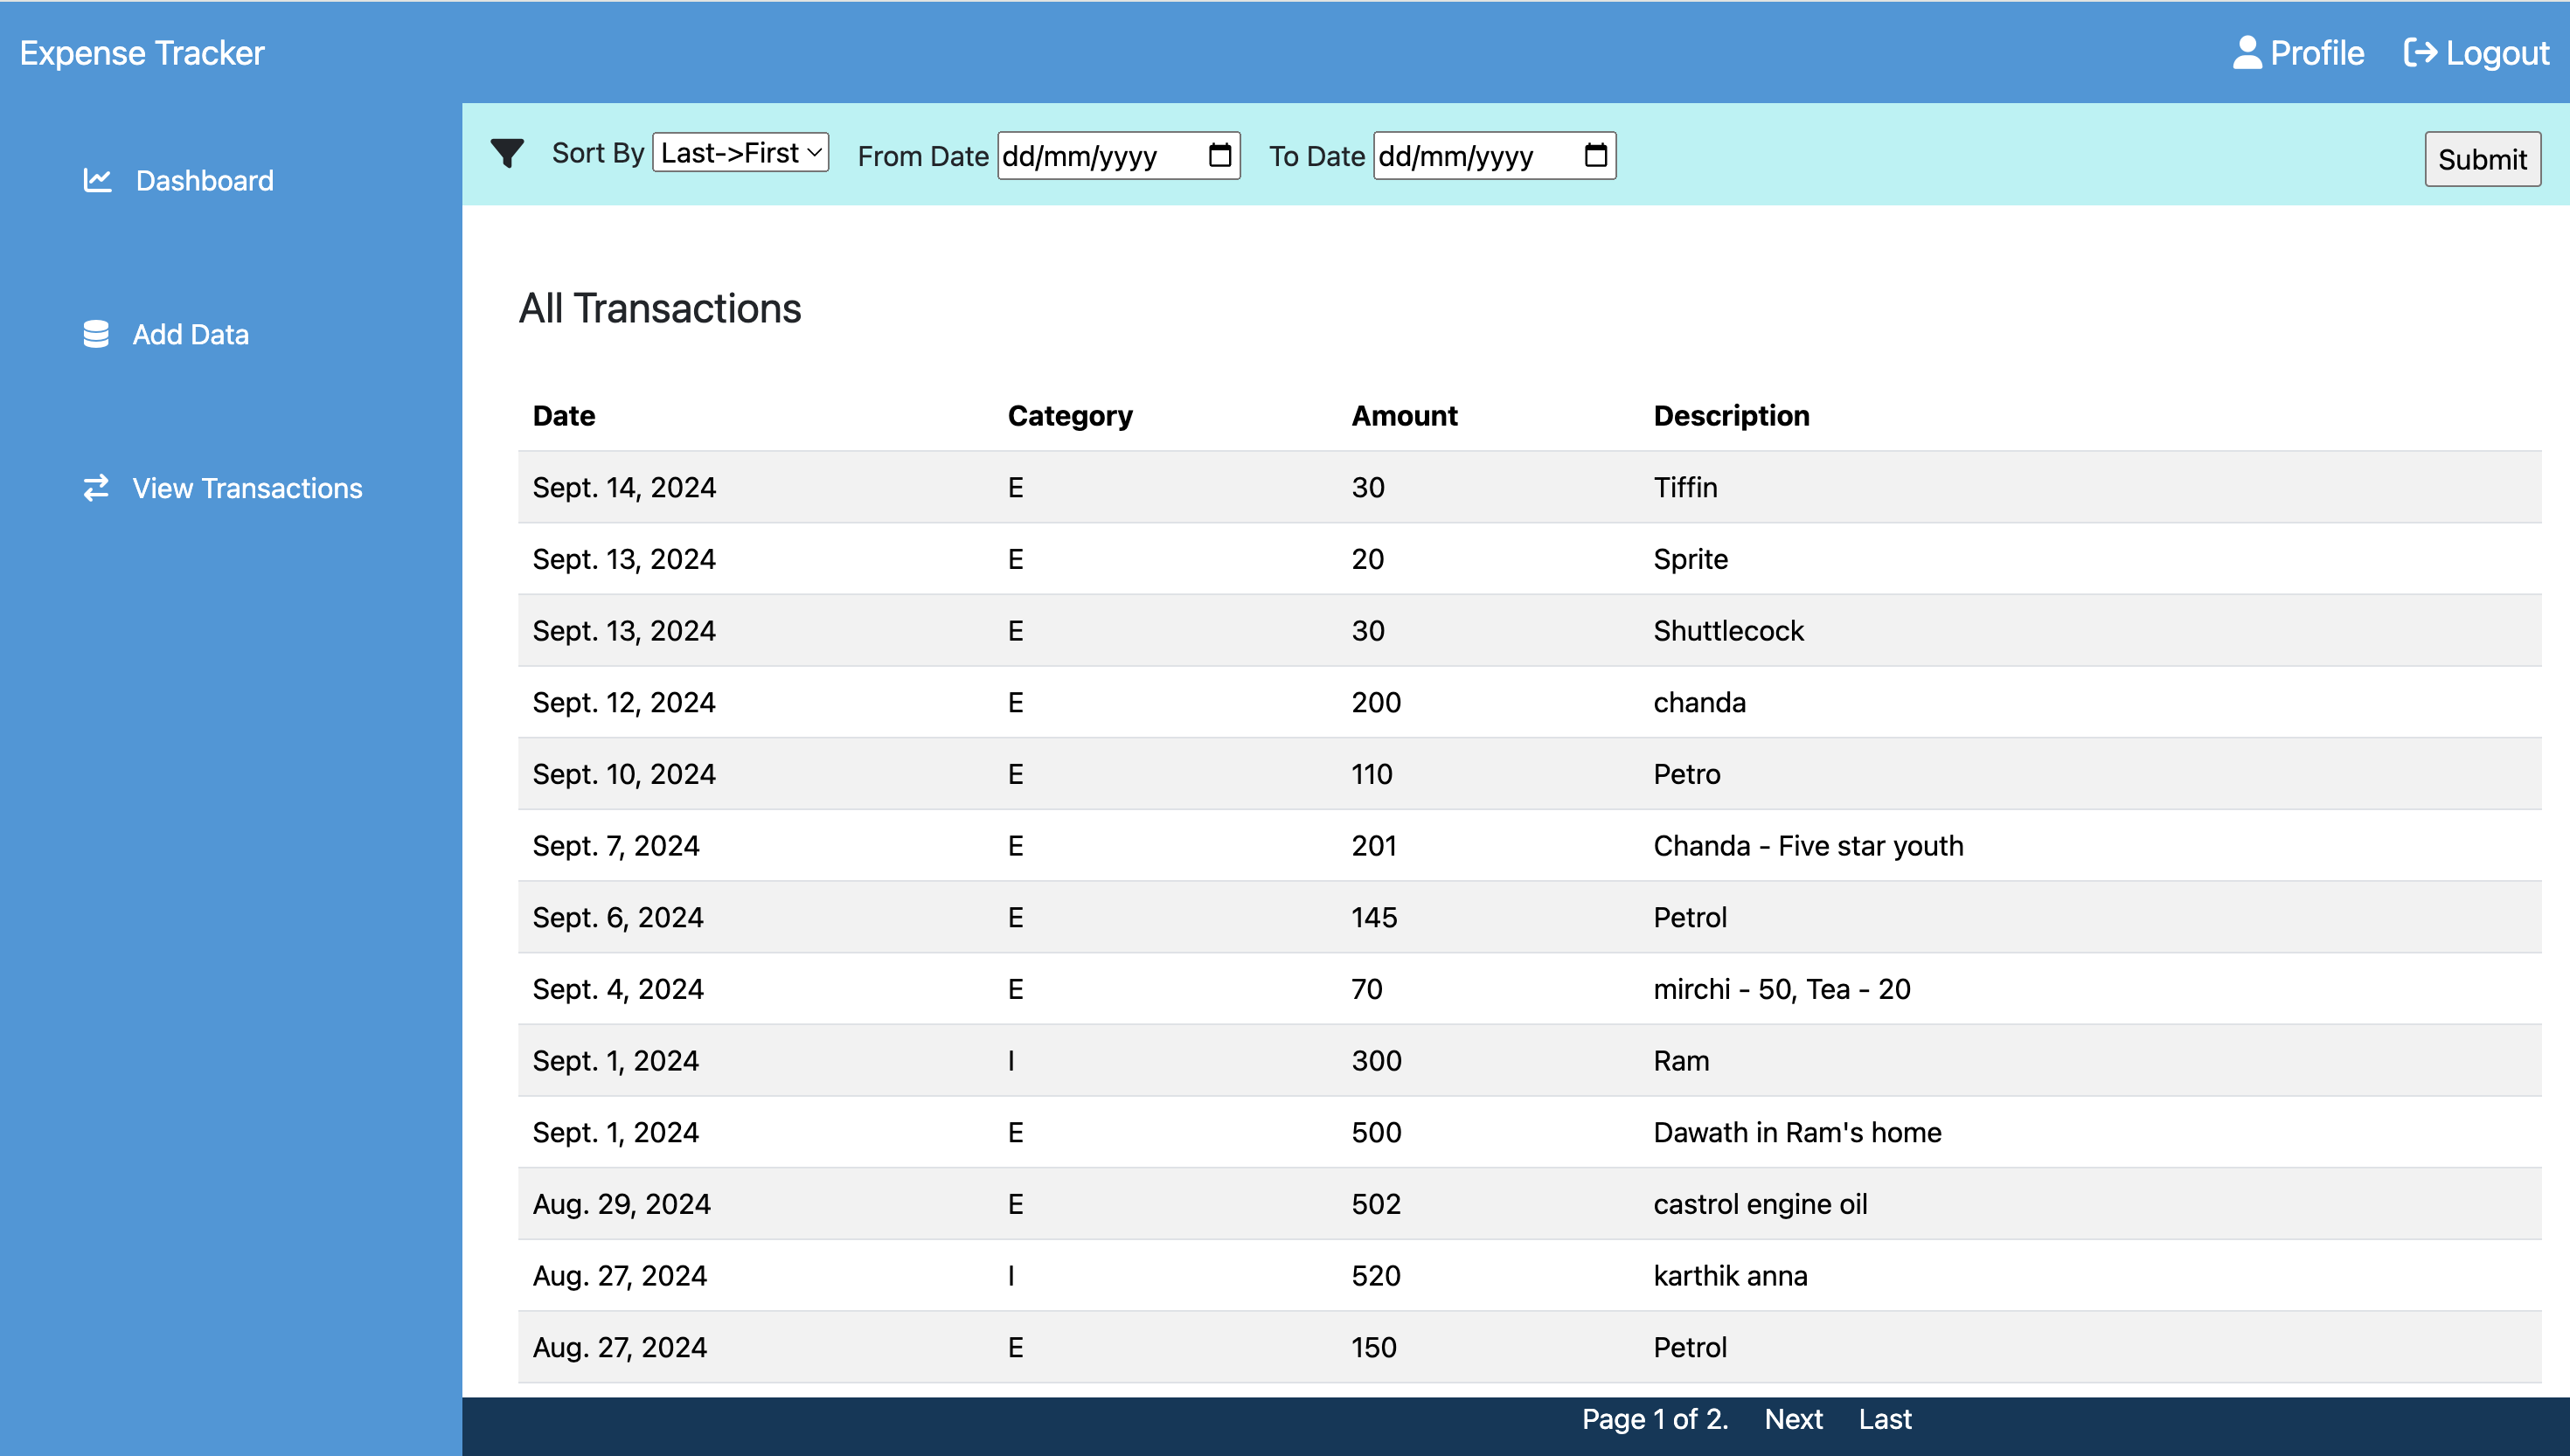 Expense Tracker Profile Logout
Sort By Last->First From Date dd/mm/yyyy To Date dd/mm/yyyy Submit
Dashboard
Add Data
View Transactions
All Transactions
Date Category Amount Description
Sept. 14, 2024 E 30 Tiffin
Sept. 13, 2024 E 20 Sprite
Sept. 13, 2024 E 30 Shuttlecock
Sept. 12, 2024 E 200 chanda
Sept. 10, 2024 E 110 Petro
Sept. 7, 2024 E 201 Chanda - Five star youth
Sept. 6, 2024 E 145 Petrol
Sept. 4, 2024 E 70 mirchi - 50, Tea - 20
Sept. 1, 2024 I 300 Ram
Sept. 1, 2024 E 500 Dawath in Ram's home
Aug. 29, 2024 E 502 castrol engine oil
Aug. 27, 2024 I 520 karthik anna
Aug. 27, 2024 E 150 Petrol
Page 1 of 2. Next Last